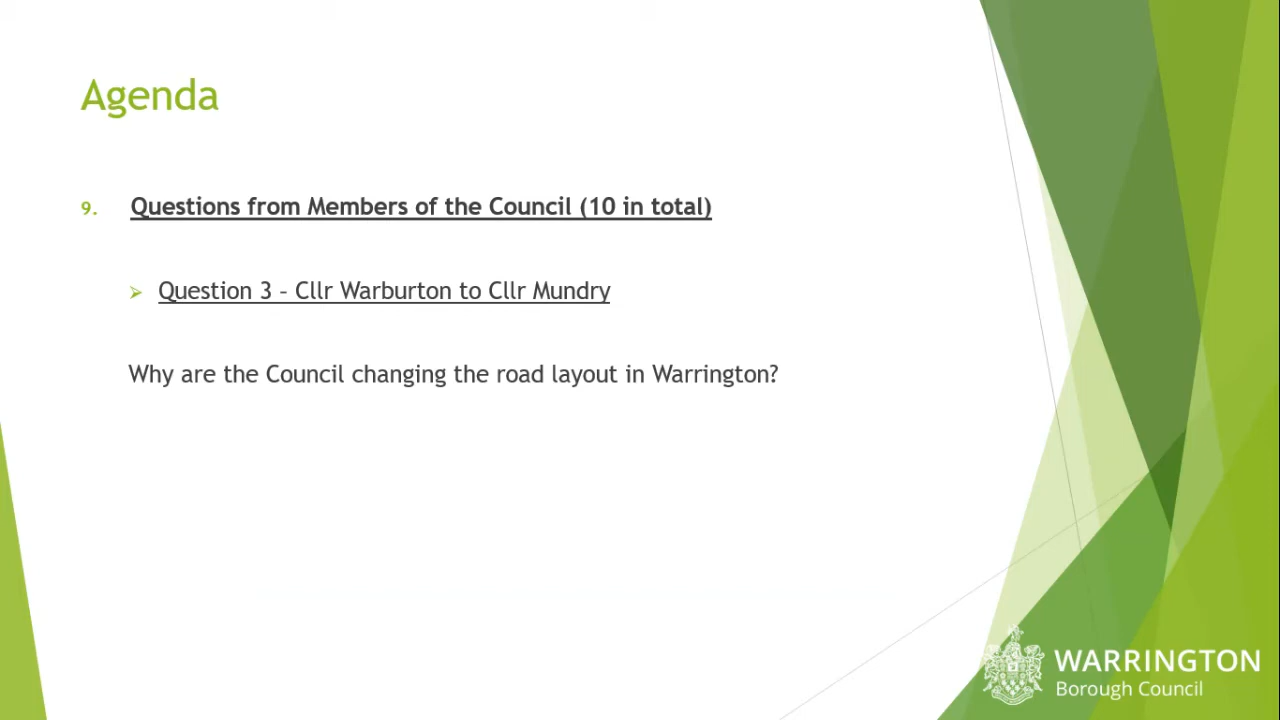 Agenda
9. Questions from Members of the Council (10 in total)
Question 3 – Cllr Warburton to Cllr Mundry
Why are the Council changing the road layout in Warrington?
WARRINGTON
Borough Council